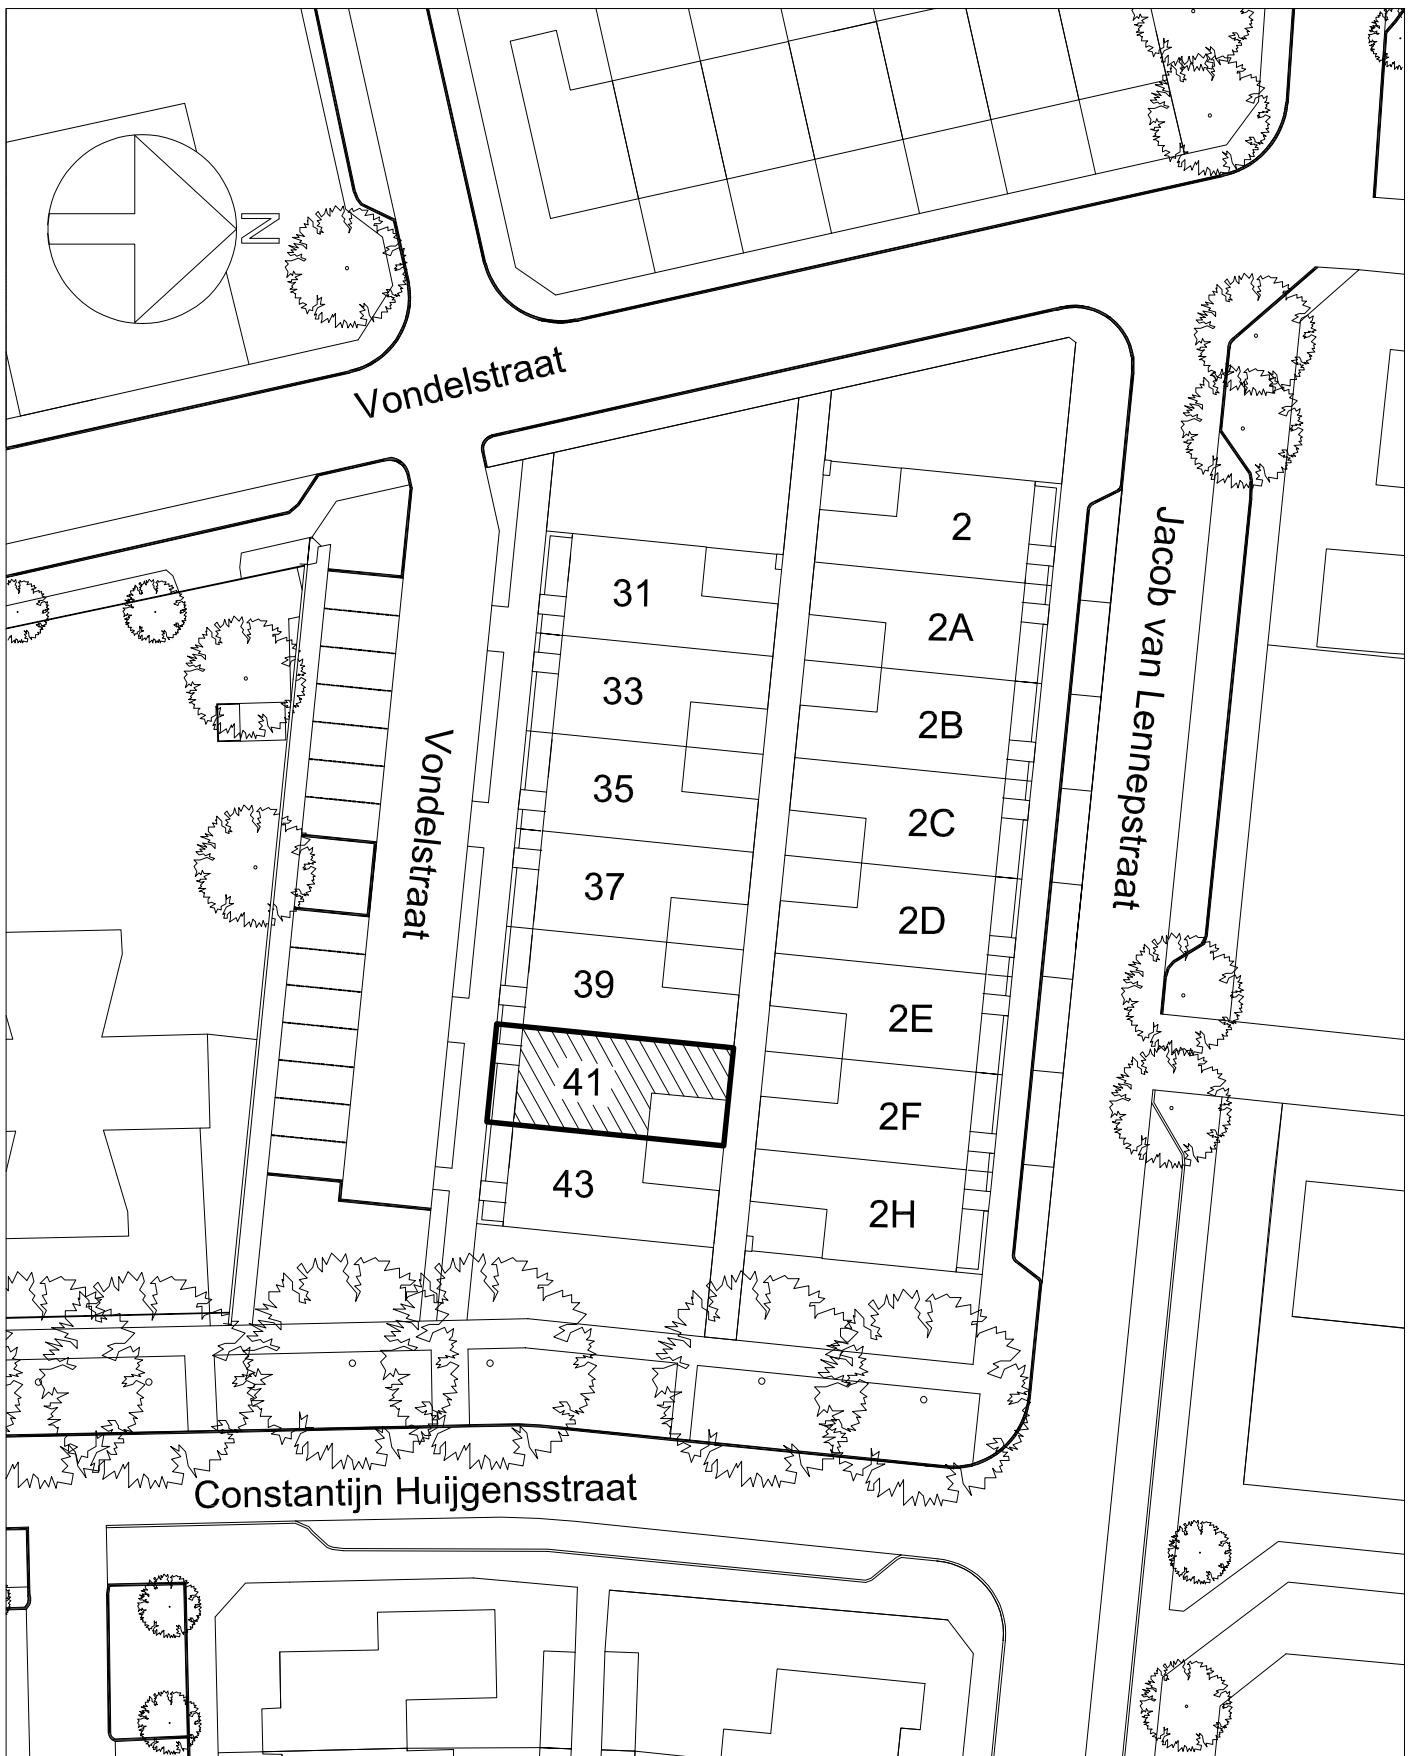 N
Vondelstraat
2
31
2A
33
2B
35
2C
37
2D
39
2E
41
2F
43
2H
Vondelstraat
Jacob van Lennepstraat
Constantijn Huijgensstraat